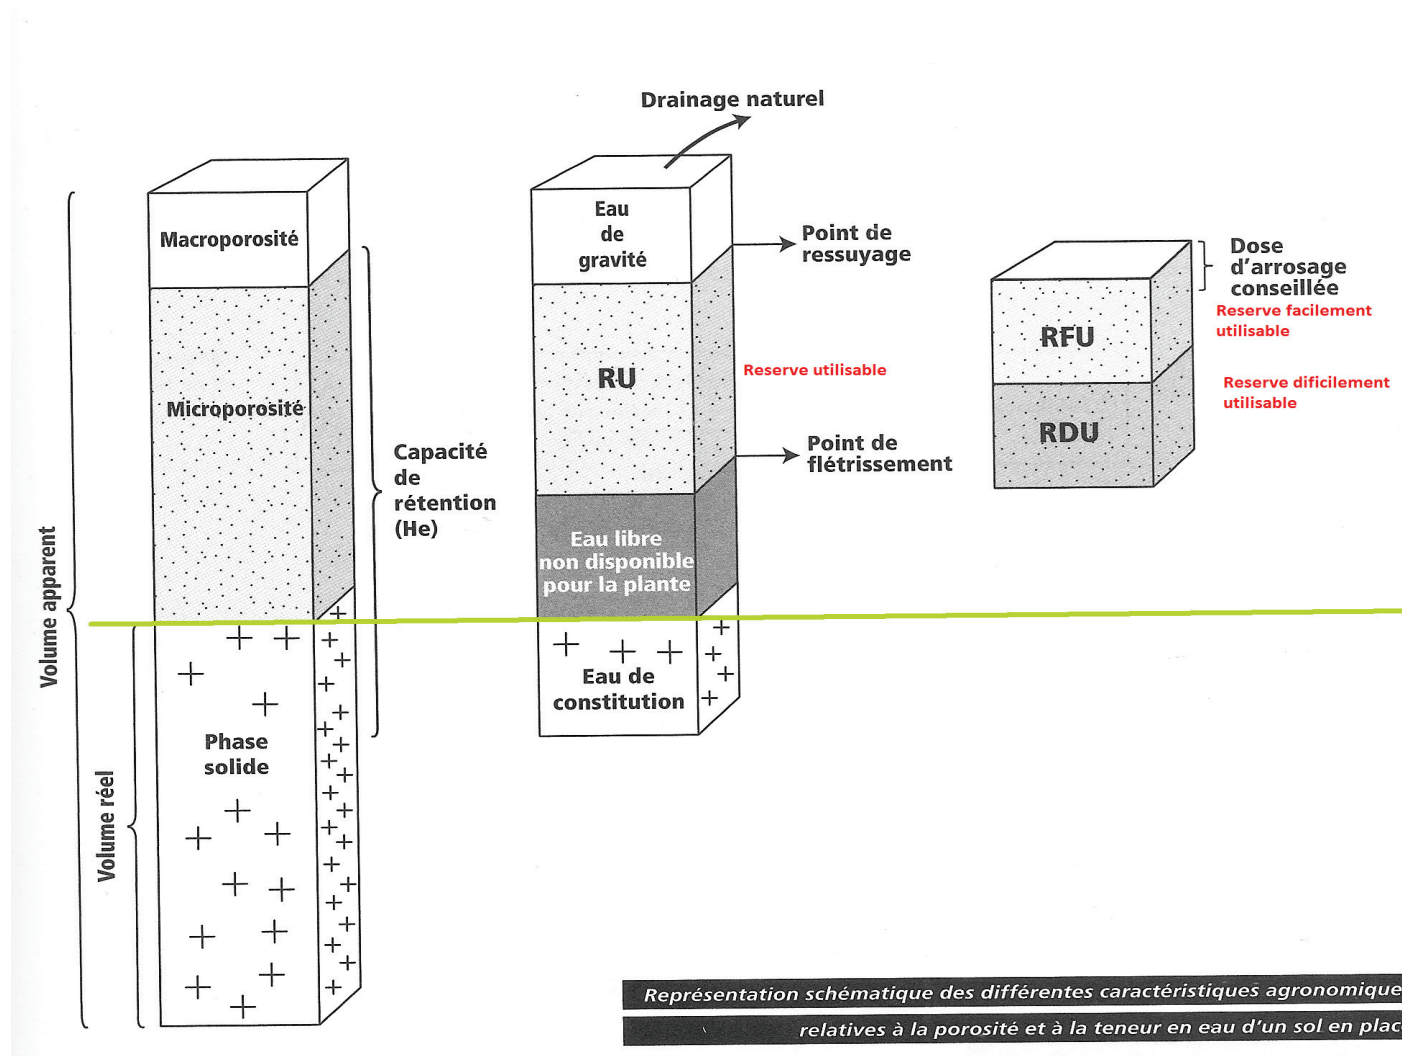 Drainage naturel
Volume apparent
Volume réel
Macroporosité
Microporosité
Phase
solide
Capacité
de
rétention
(He)
Eau
de
gravité
RU
Eau libre
non disponible
pour la plante
Eau de
constitution
Point de
ressuyage
Reserve utilisable
Point de
flétrissement
RFU
RDU
Dose
d'arrosage
conseillée
Reserve facilement
utilisable
Reserve dificilement
utilisable
Représentation schématique des différentes caractéristiques agronomique
relatives à la porosité et à la teneur en eau d'un sol en plac